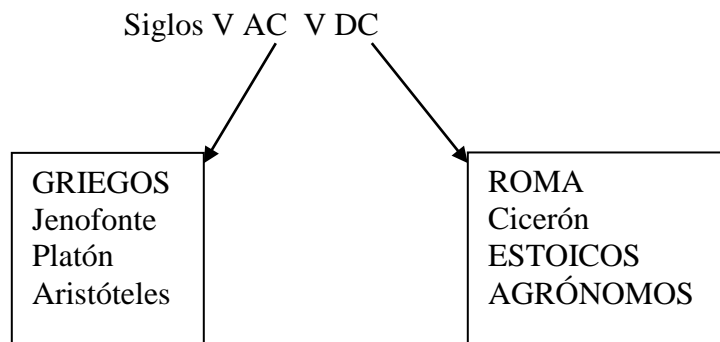 Siglos V AC  V DC
GRIEGOS
Jenofonte
Platón
Aristóteles
ROMA
Cicerón
ESTOICOS
AGRÓNOMOS